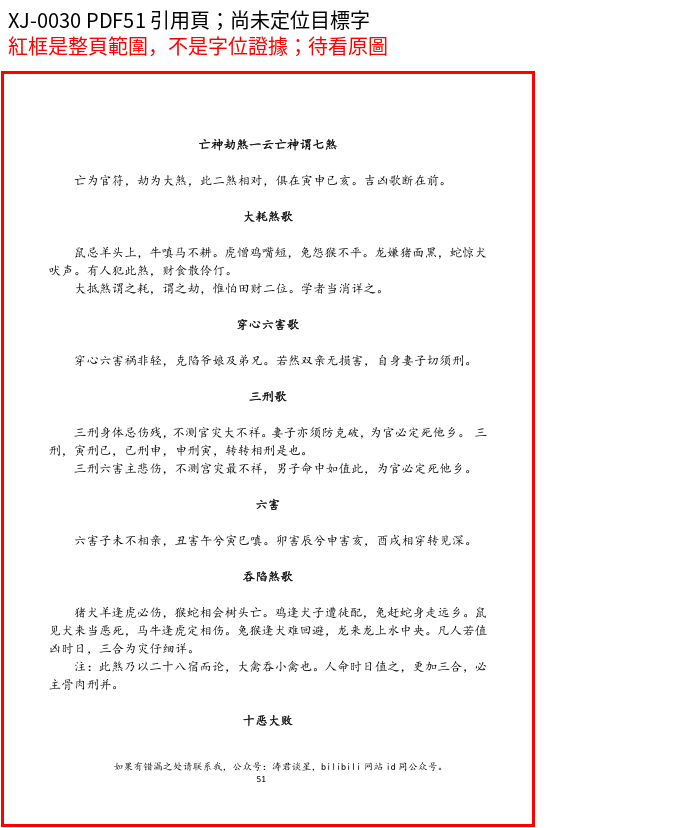 XJ-0030 PDF51 引用頁；尚未定位目標字
紅框是整頁範圍，不是字位證據；待看原圖
亡神劫煞一云亡神谓七煞
亡为官符，劫为大煞，此二煞相对，俱在寅申已亥。吉凶歌断在前。
大耗煞歌
鼠忌羊头上，牛嗔马不耕。虎憎鸡嘴短，兔怨猴不平。龙嫌猪面黑，蛇惊犬
吠声。有人犯此煞，财食散伶仃。
大抵煞谓之耗，谓之劫，惟怕田财二位。学者当消详之。
穿心六害歌
穿心六害祸非轻，克陷爷娘及弟兄。若然双亲无损害，自身妻子切须刑。
三刑歌
三刑身体忌伤残，不测官灾大不祥。妻子亦须防克破，为官必定死他乡。 三
刑，寅刑巳，巳刑申，申刑寅，转转相刑是也。
三刑六害主悲伤，不测宫灾最不祥，男子命中如值此，为官必定死他乡。
六害
六害子未不相亲，丑害午兮寅巳嗔。卯害辰兮申害亥，酉戌相穿转见深。
吞陷煞歌
猪犬羊逢虎必伤，猴蛇相会树头亡。鸡逢犬子遭徒配，兔赶蛇身走远乡。鼠
见犬来当恶死，马牛逢虎定相伤。兔猴逢犬难回避，龙来龙上水中央。凡人若值
凶时日，三合为灾仔细详。
注：此煞乃以二十八宿而论，大禽吞小禽也。人命时日值之，更加三合，必
主骨肉刑并。
十恶大败
如果有错漏之处请联系我，公众号：涛君谈星，bilibili 网站 id 同公众号。
51